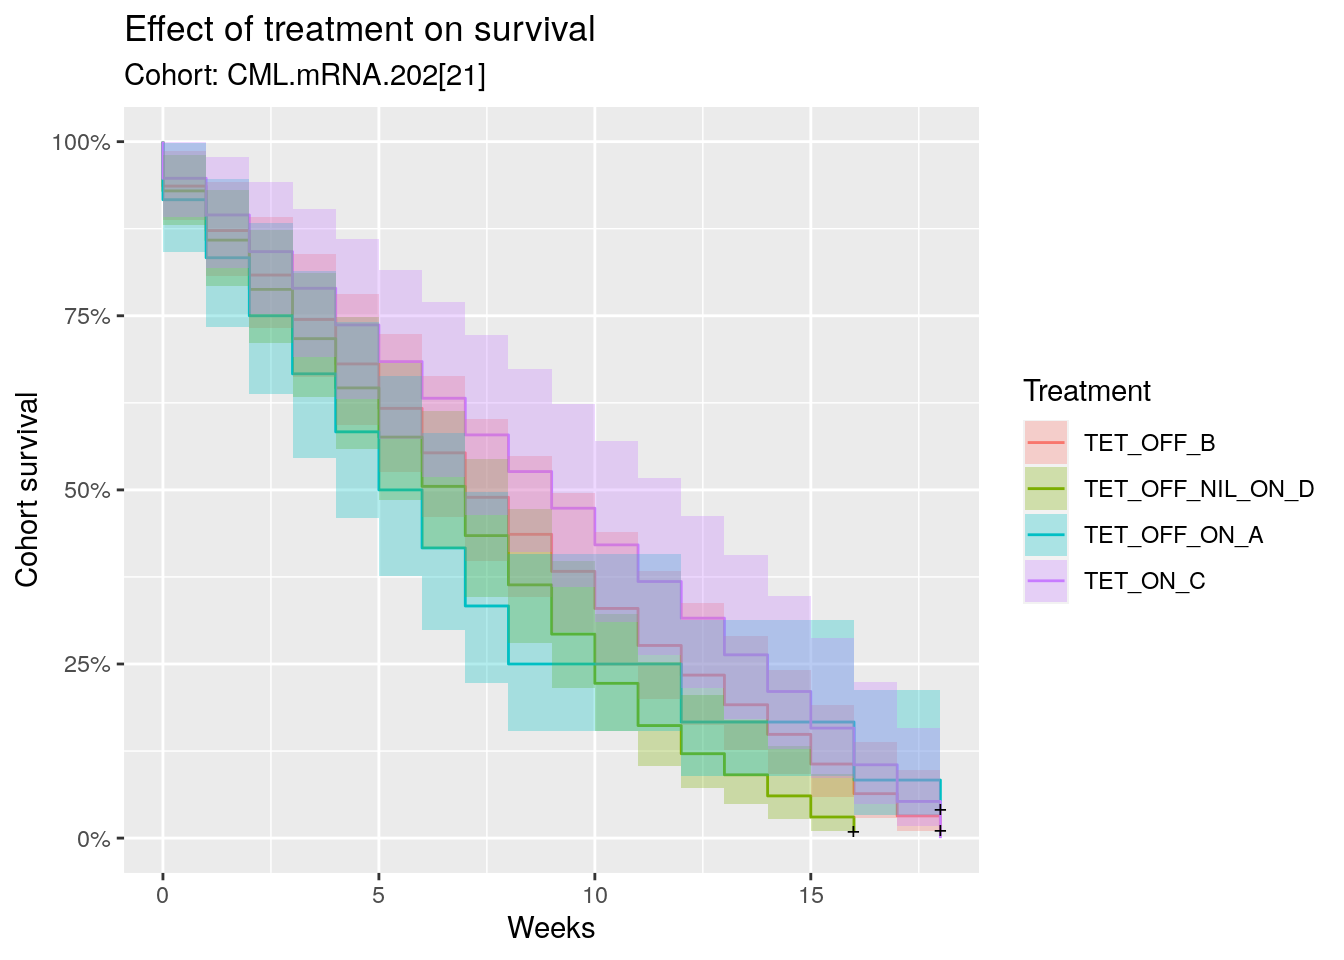 Effect of treatment on survival
Cohort: CML.mRNA.202[21]
Cohort survival
100%
75%
50%
25%
0%
0 5 10 15
Weeks
Treatment
TET_OFF_B
TET_OFF_NIL_ON_D
TET_OFF_ON_A
TET_ON_C